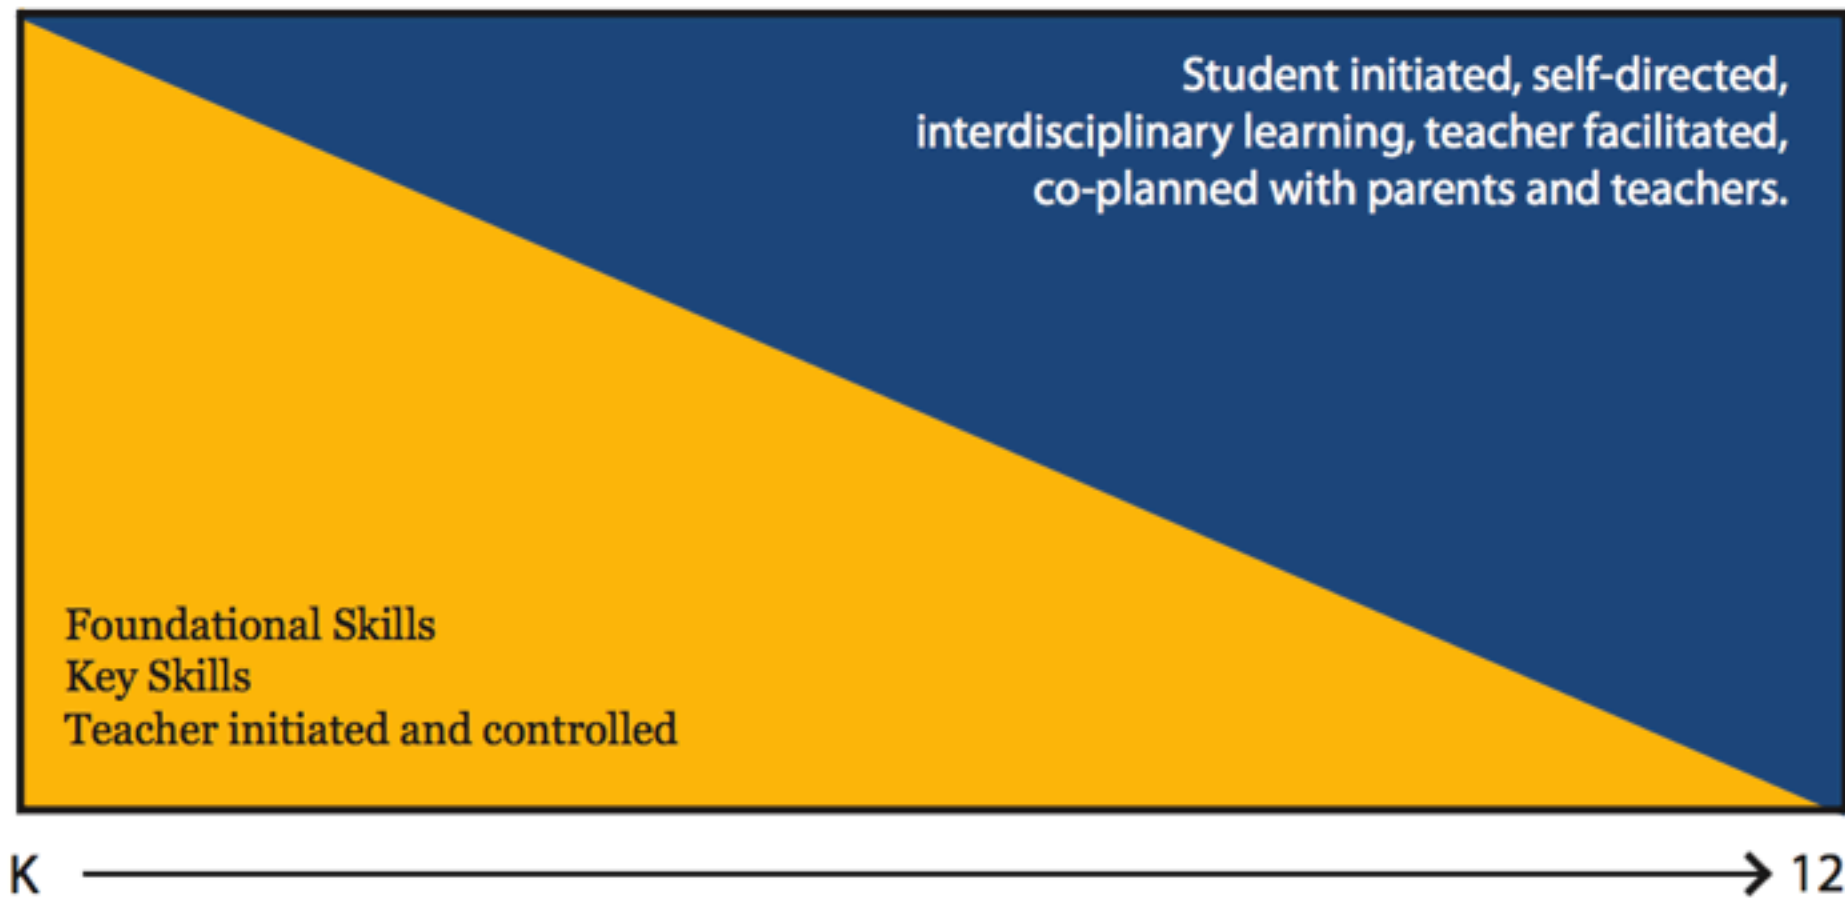 Student initiated, self-directed,
interdisciplinary learning, teacher facilitated,
co-planned with parents and teachers.
Foundational Skills
Key Skills
Teacher initiated and controlled
K 12